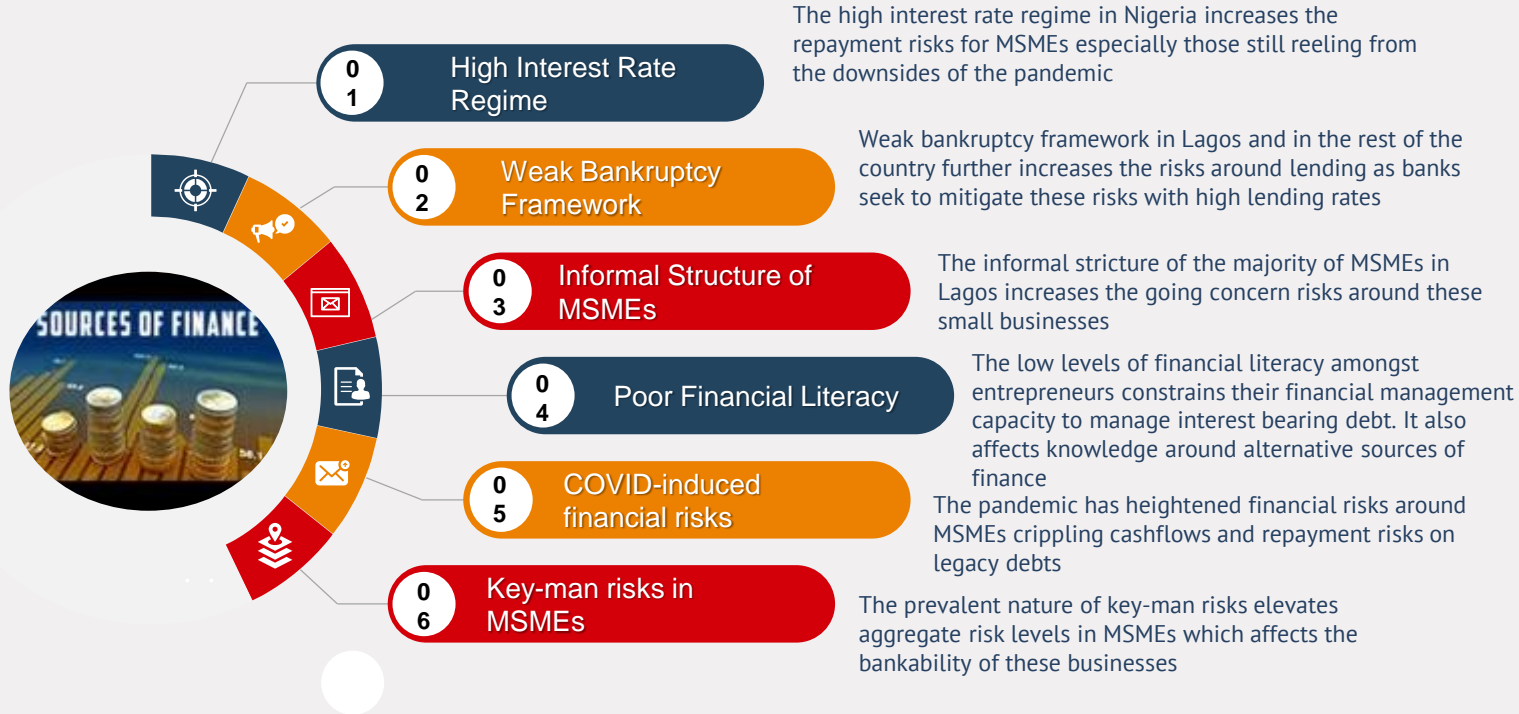 The high interest rate regime in Nigeria increases the
repayment risks for MSMEs especially those still reeling from
the downsides of the pandemic
0
1
High Interest Rate
Regime
Weak bankruptcy framework in Lagos and in the rest of the
country further increases the risks around lending as banks
seek to mitigate these risks with high lending rates
0
2
Weak Bankruptcy
Framework
The informal stricture of the majority of MSMEs in
Lagos increases the going concern risks around these
small businesses
0
3
Informal Structure of
MSMEs
SOURCES OF FINANCE
The low levels of financial literacy amongst
entrepreneurs constrains their financial management
capacity to manage interest bearing debt. It also
affects knowledge around alternative sources of
finance
0
4
Poor Financial Literacy
0
5
COVID-induced
financial risks
The pandemic has heightened financial risks around
MSMEs crippling cashflows and repayment risks on
legacy debts
0
6
Key-man risks in
MSMEs
The prevalent nature of key-man risks elevates
aggregate risk levels in MSMEs which affects the
bankability of these businesses